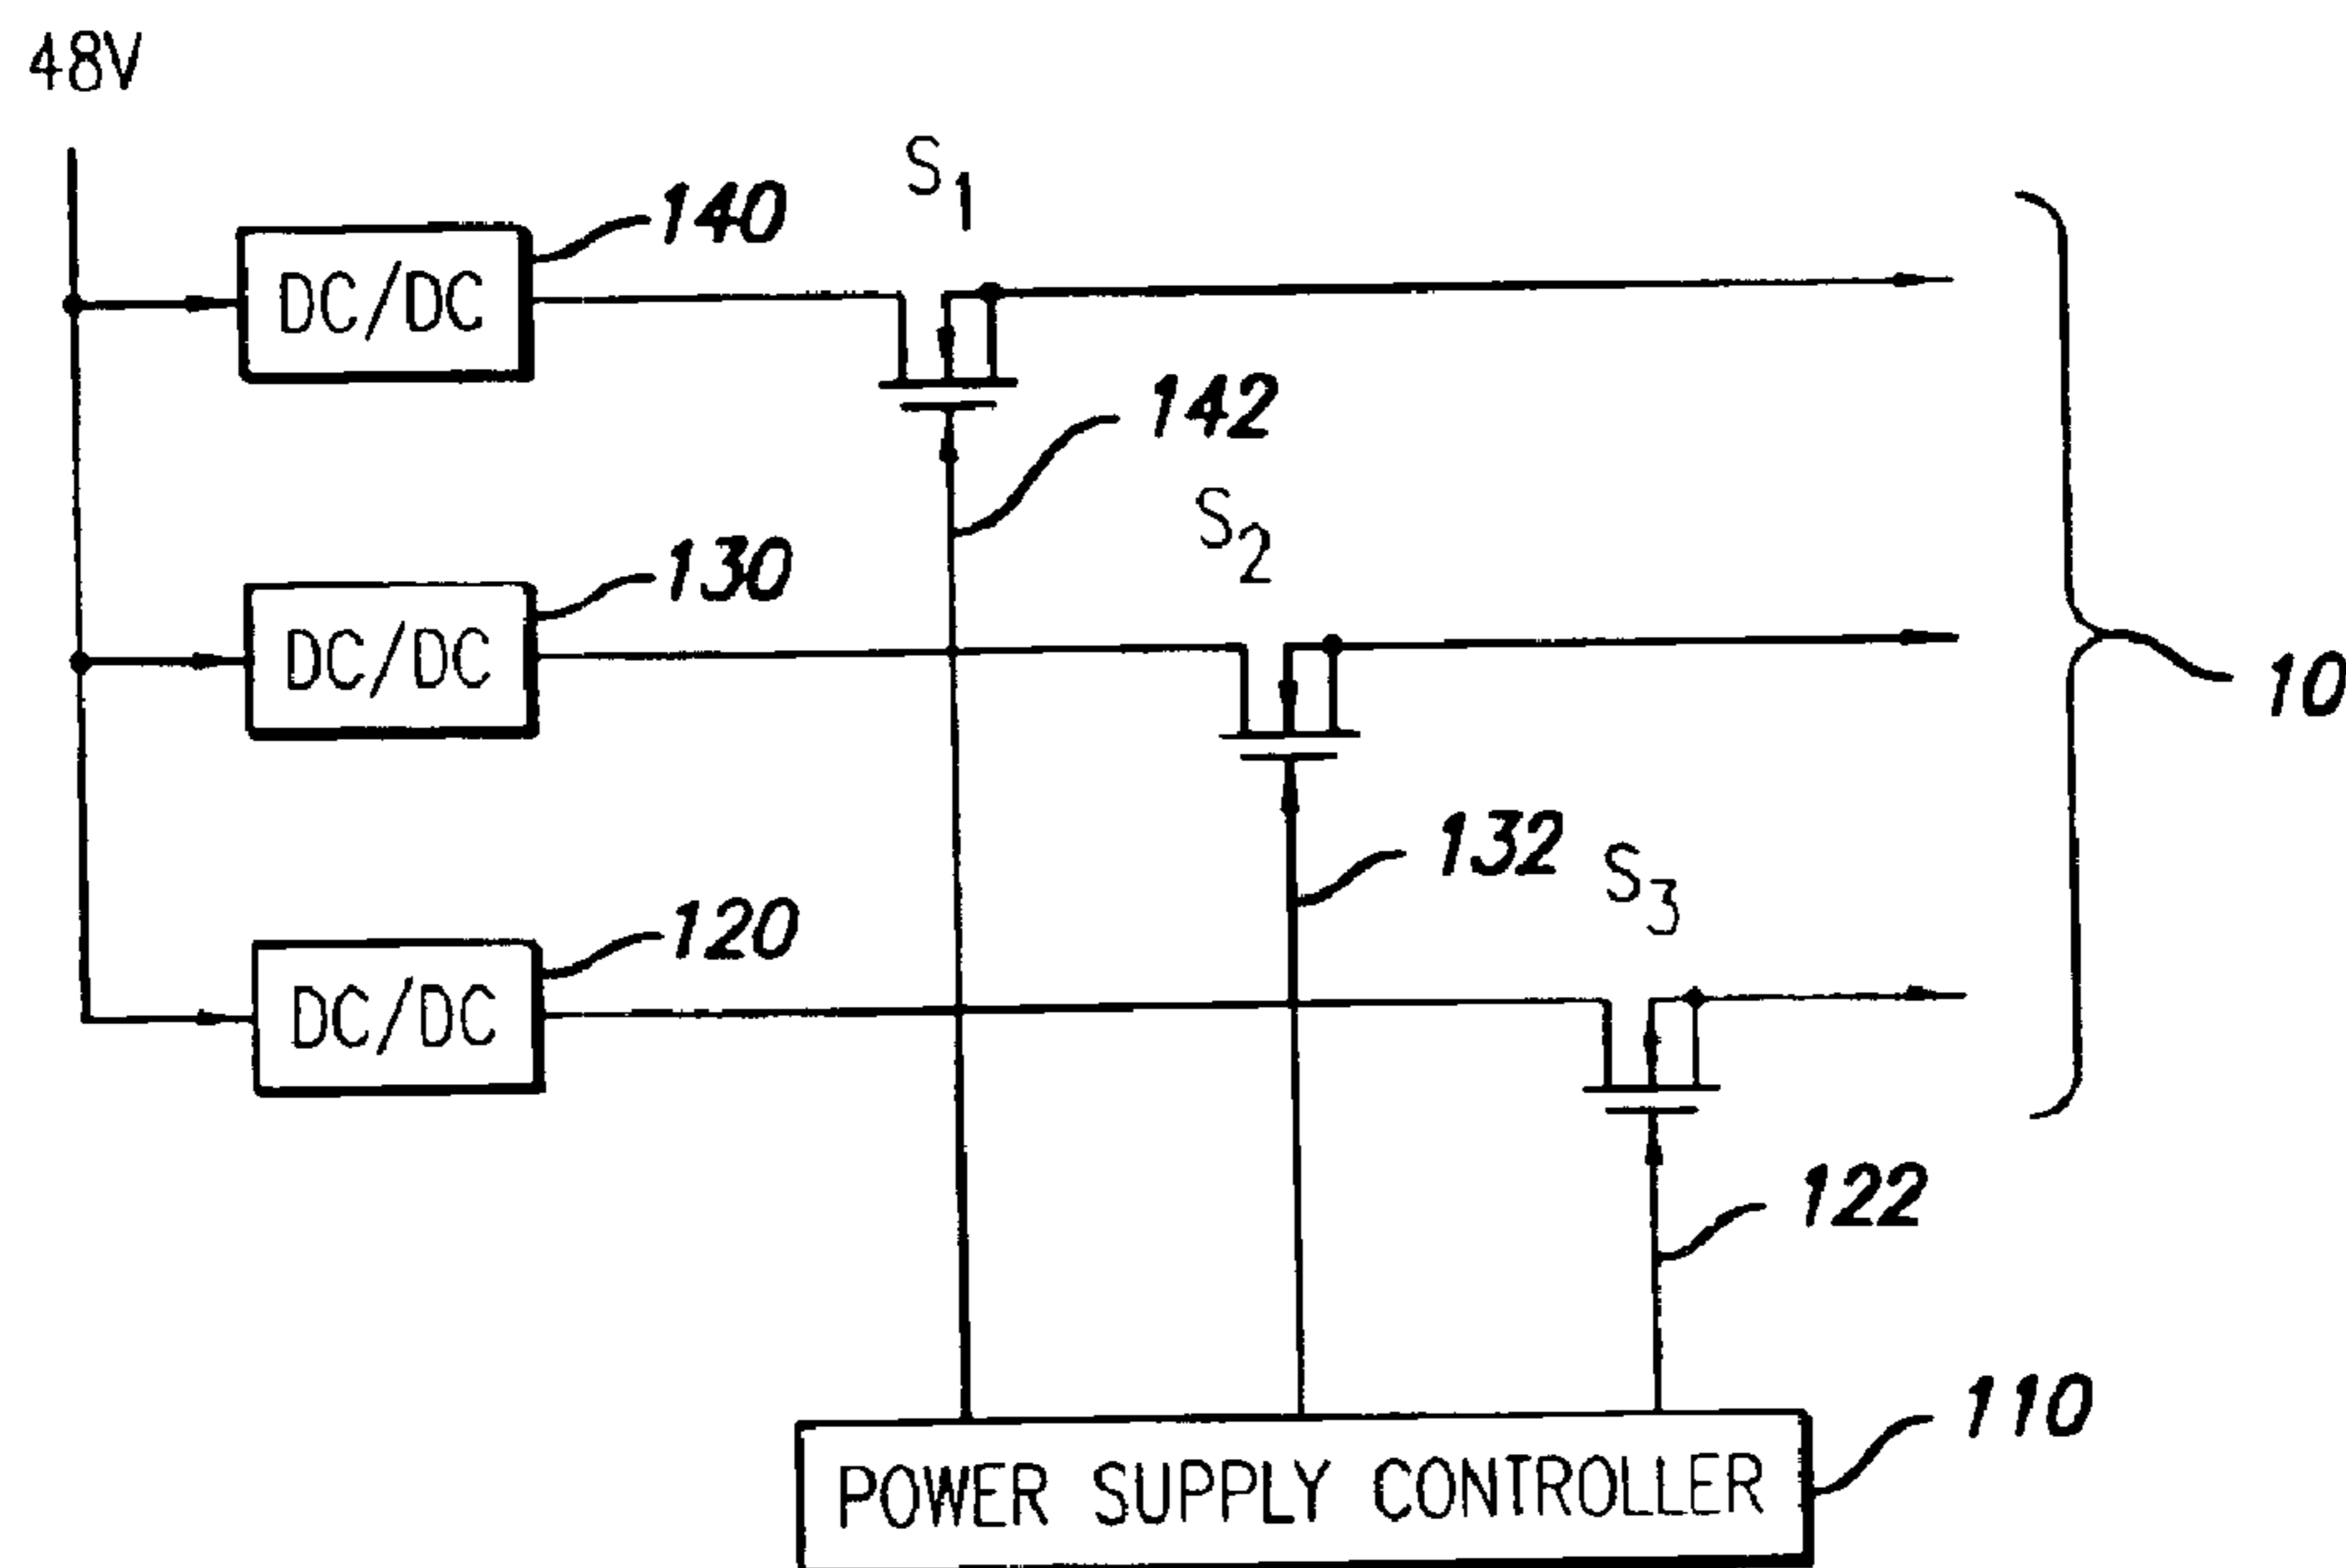 48V
S1
140
DC/DC
142
S2
130
DC/DC
10
132
S3
120
DC/DC
122
110
POWER SUPPLY CONTROLLER